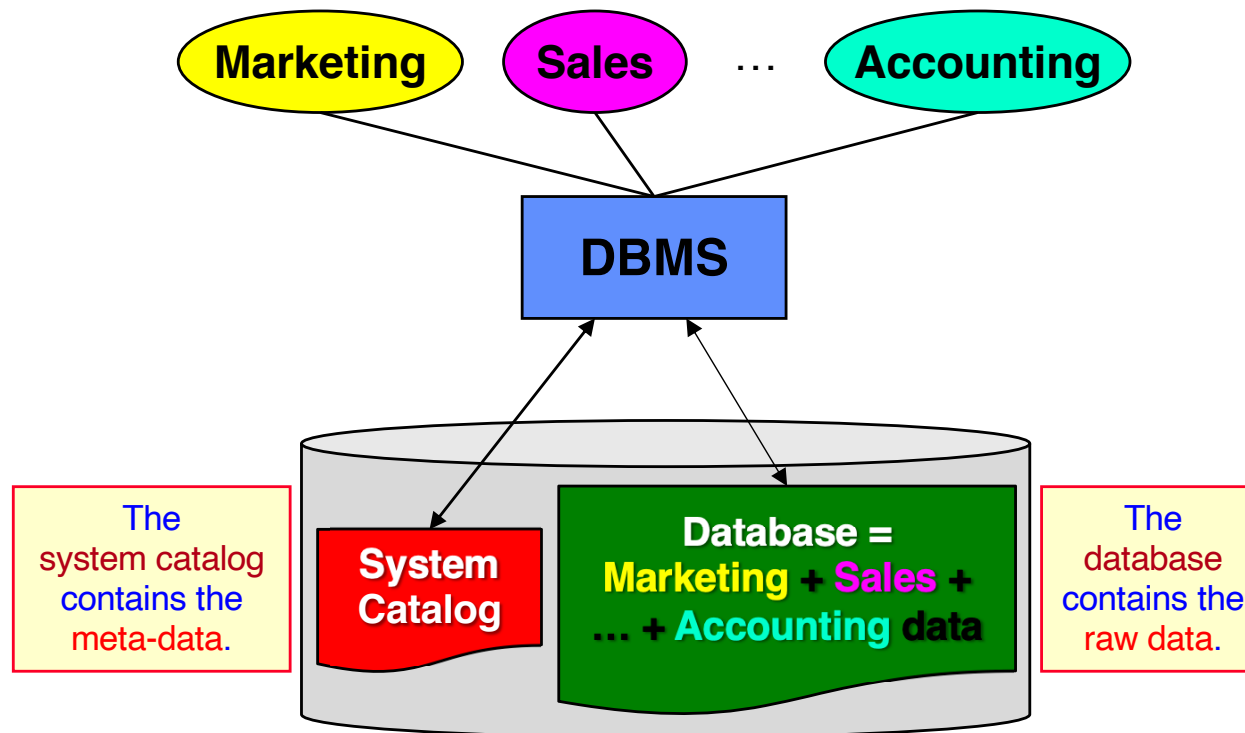 Marketing
Sales
...
Accounting
DBMS
The
system catalog
contains the
meta-data.
System
Catalog
Database =
Marketing + Sales +
... + Accounting data
The
database
contains the
raw data.